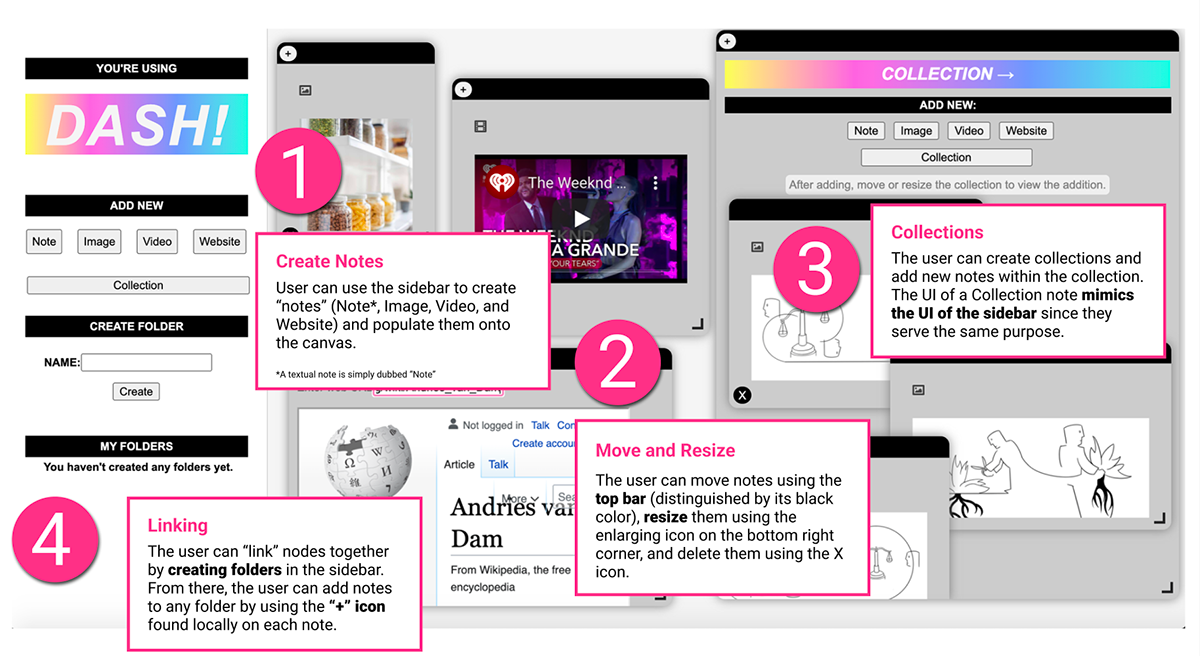 YOU'RE USING
DASH!
ADD NEW
Note Image Video Website
Collection
CREATE FOLDER
NAME:
Create
MY FOLDERS
You haven't created any folders yet.
1
Create Notes
User can use the sidebar to create
“notes” (Note*, Image, Video, and
Website) and populate them onto
the canvas.
*A textual note is simply dubbed “Note”
The Weeknd ...
THE WEEKND
A GRANDE
OUR TEARS"
COLLECTION →
ADD NEW:
Note Image Video Website
Collection
After adding, move or resize the collection to view the addition.
3
Collections
The user can create collections and
add new notes within the collection.
The UI of a Collection note mimics
the UI of the sidebar since they
serve the same purpose.
X
2
Move and Resize
The user can move notes using the
top bar (distinguished by its black
color), resize them using the
enlarging icon on the bottom right
corner, and delete them using the X
icon.
Not logged in Talk Con
Create accou
Article Talk
More Sea
Andries van
Dam
From Wikipedia, the free
encyclopedia
4
Linking
The user can “link” nodes together
by creating folders in the sidebar.
From there, the user can add notes
to any folder by using the “+” icon
found locally on each note.